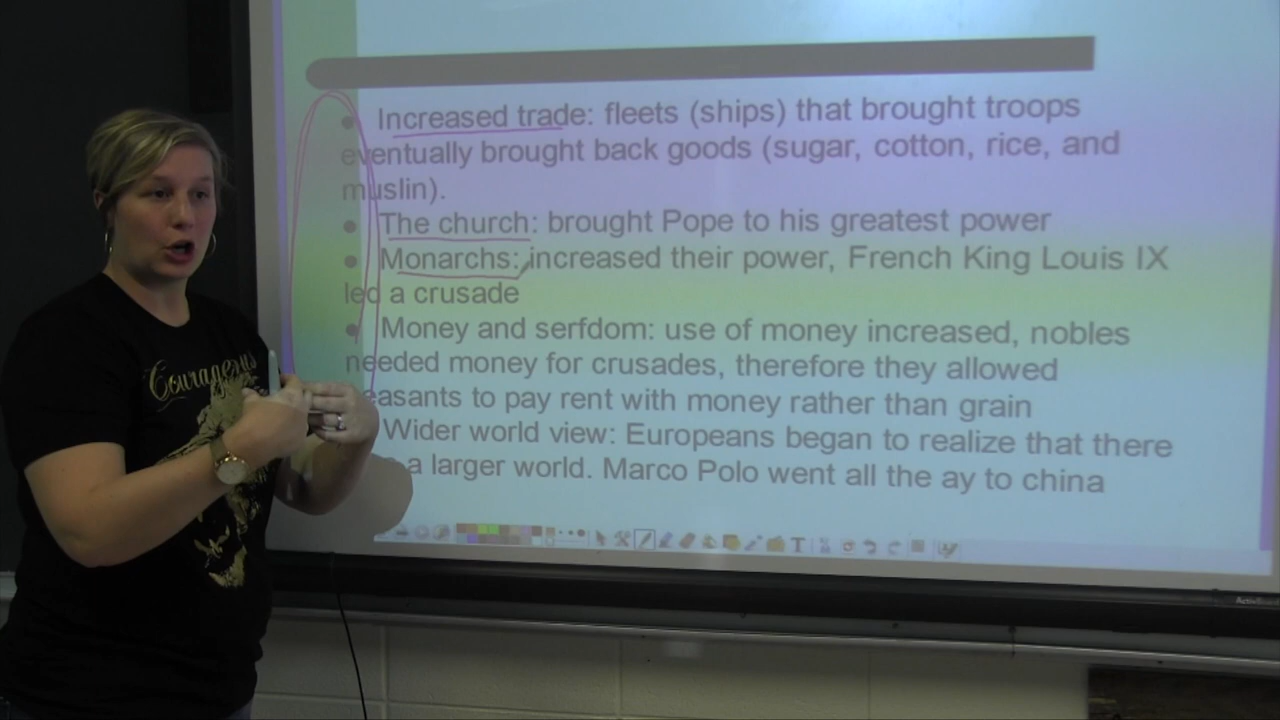 Increased trade: fleets (ships) that brought troops
eventually brought back goods (sugar, cotton, rice, and
muslin).
The church: brought Pope to his greatest power
Monarchs: increased their power, French King Louis IX
led a crusade
Money and serfdom: use of money increased, nobles
needed money for crusades, therefore they allowed
easants to pay rent with money rather than grain
Wider world view: Europeans began to realize that there
a larger world. Marco Polo went all the ay to china
T
Courageous